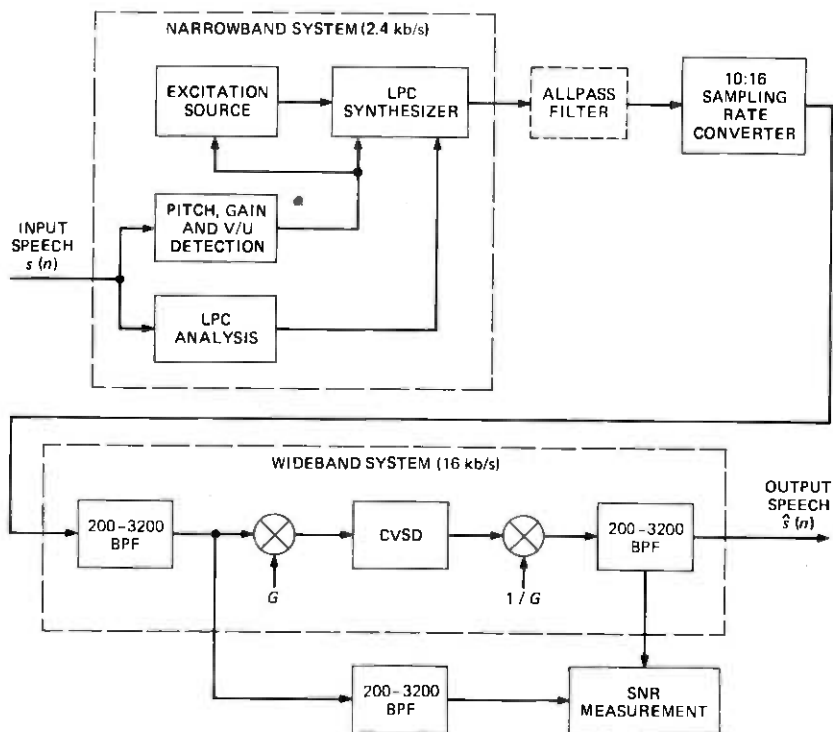 NARROWBAND SYSTEM (2.4 kb/s)
EXCITATION
SOURCE
LPC
SYNTHESIZER
ALLPASS
FILTER
10:16
SAMPLING
RATE
CONVERTER
PITCH, GAIN
AND V/U
DETECTION
INPUT
SPEECH
s (n)
LPC
ANALYSIS
WIDEBAND SYSTEM (16 kb/s)
200–3200
BPF
CVSD
200–3200
BPF
OUTPUT
SPEECH
ŝ (n)
G
1 / G
200–3200
BPF
SNR
MEASUREMENT